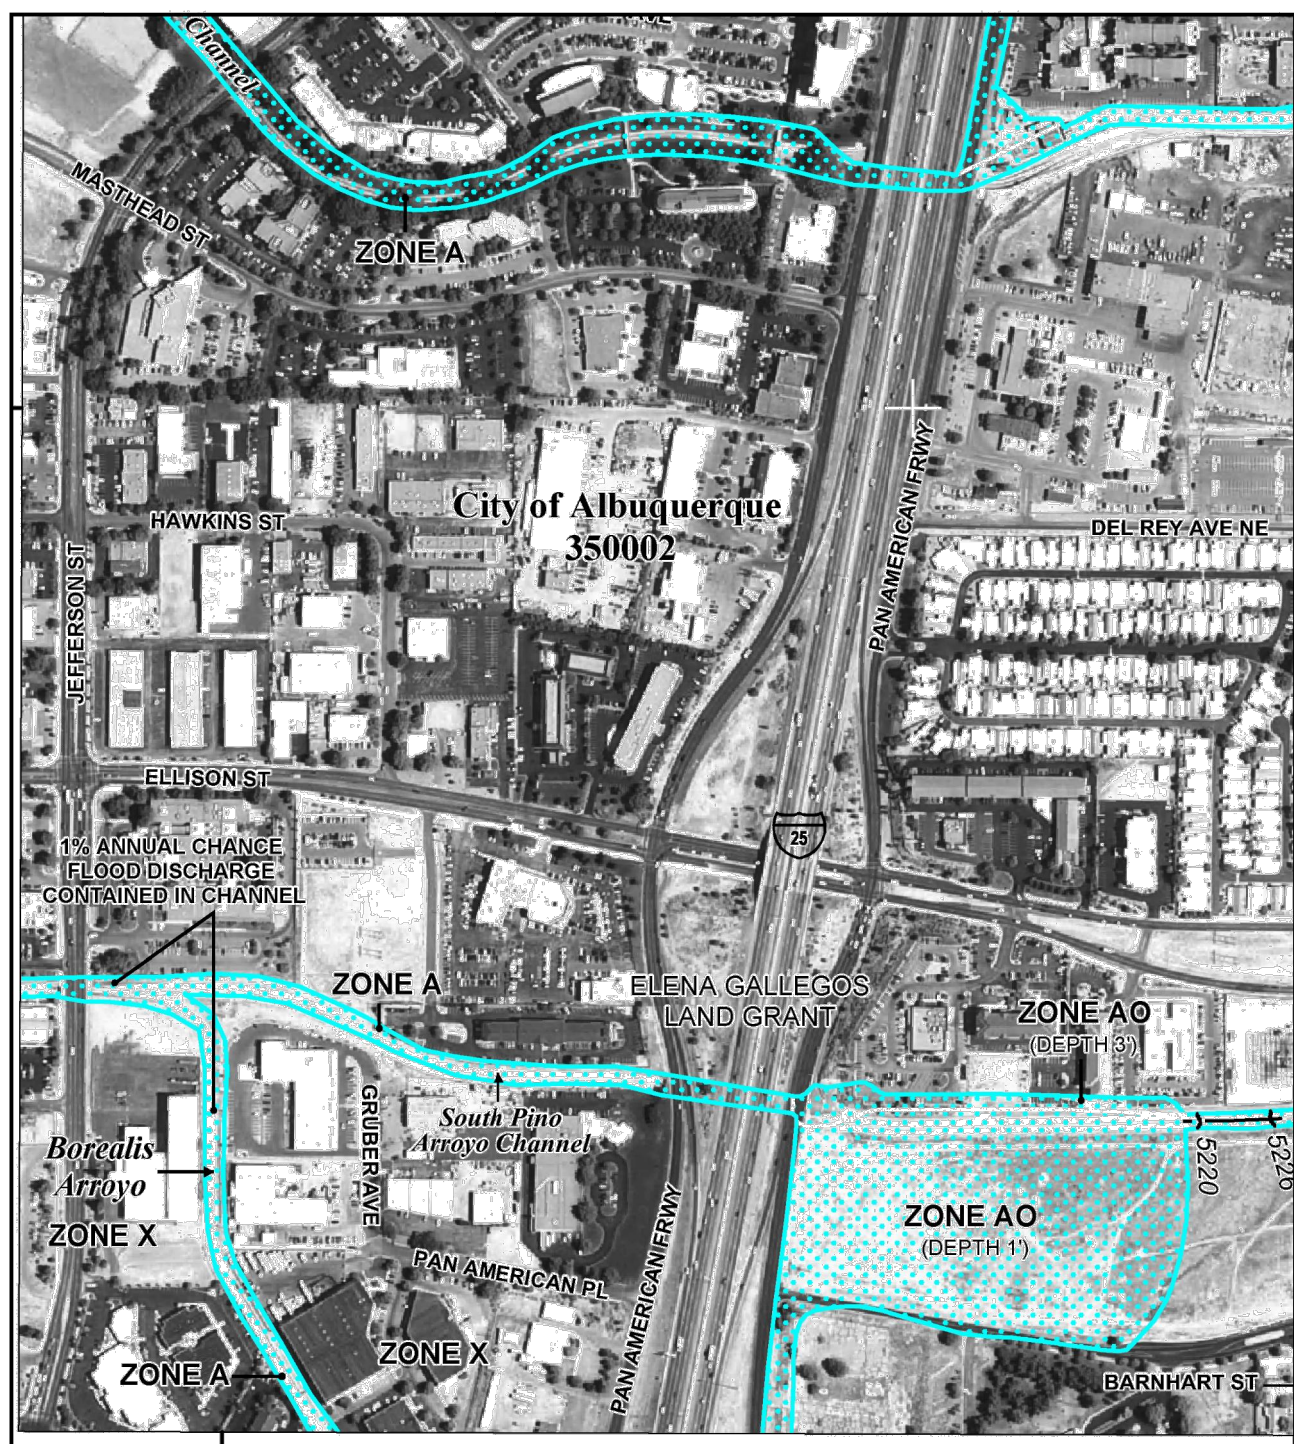 AVE
Channel
MASTHEAD ST
ZONE A
PAN AMERICAN FRWY
City of Albuquerque
350002
HAWKINS ST
DEL REY AVE NE
JEFFERSON ST
ELLISON ST
25
1% ANNUAL CHANCE
FLOOD DISCHARGE
CONTAINED IN CHANNEL
ZONE A
ELENA GALLEGOS
LAND GRANT
ZONE AO
(DEPTH 3')
GRUBER AVE
South Pino
Arroyo Channel
5220
5226
Borealis
Arroyo
ZONE X
ZONE AO
(DEPTH 1')
PAN AMERICAN PL
PAN AMERICAN FRWY
ZONE X
ZONE A
BARNHART ST